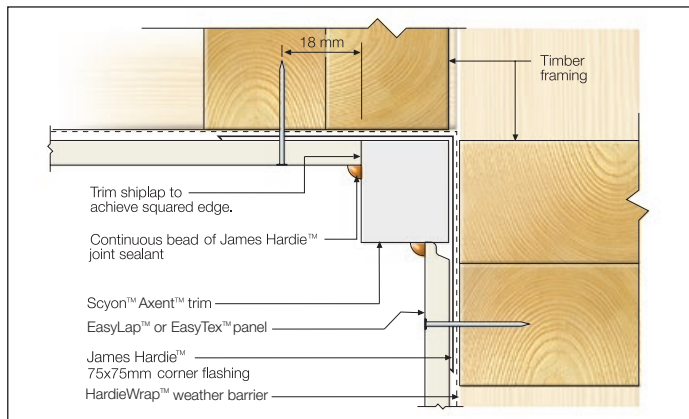 18 mm
Timber
framing
Trim shiplap to
achieve squared edge.
Continuous bead of James Hardie™
joint sealant
Scyon™ Axent™ trim
EasyLap™ or EasyTex™ panel
James Hardie™
75x75mm corner flashing
HardieWrap™ weather barrier